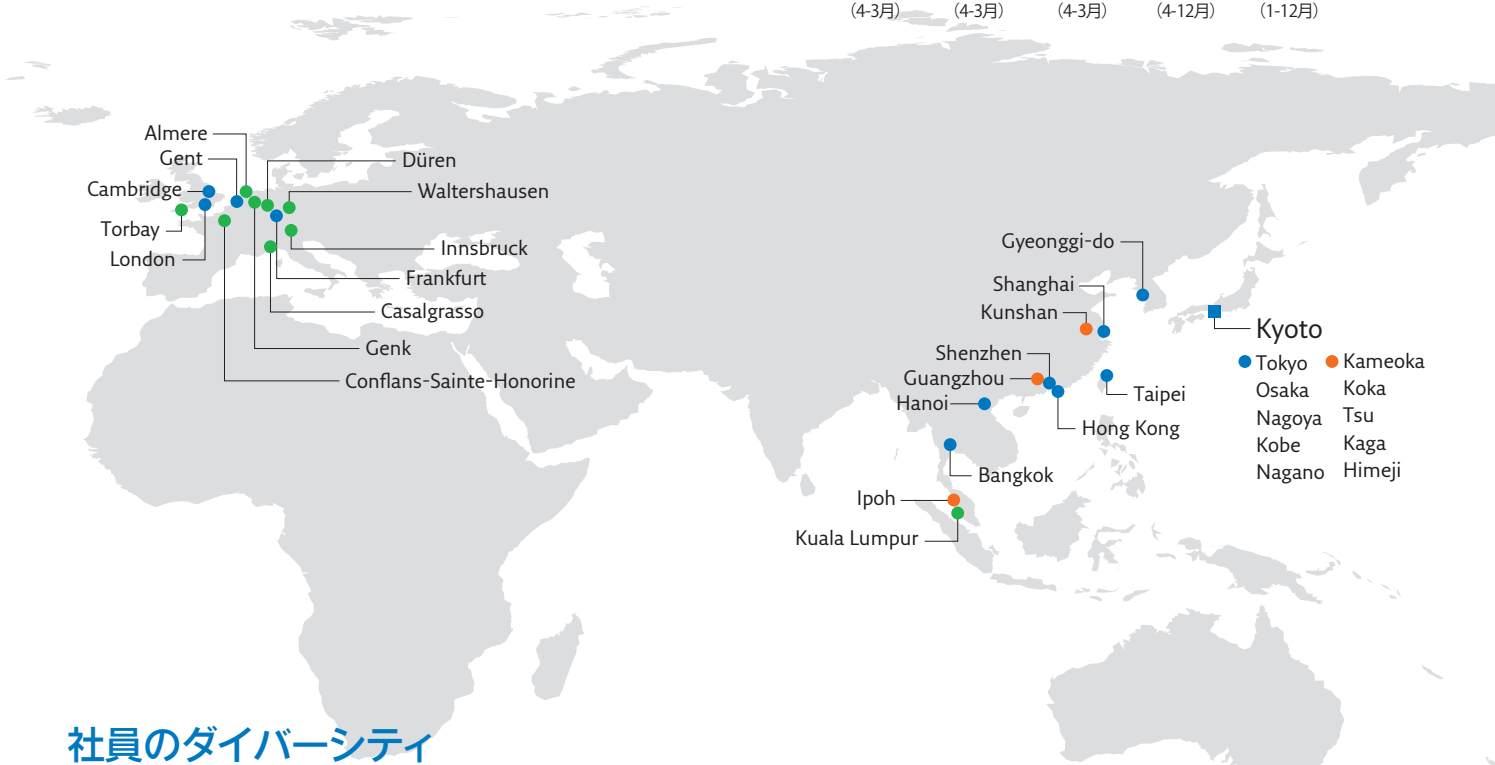 (4-3月) (4-3月) (4-3月) (4-12月) (1-12月)
Almere
Gent
Cambridge
Torbay
London
Düren
Waltershausen
Innsbruck
Frankfurt
Casalgrasso
Genk
Conflans-Sainte-Honorine
Gyeonggi-do
Shanghai
Kunshan
Shenzhen
Guangzhou
Hanoi
Taipei
Hong Kong
Bangkok
Ipoh
Kuala Lumpur
Kyoto
Tokyo Kameoka
Osaka Koka
Nagoya Tsu
Kobe Kaga
Nagano Himeji
社員のダイバーシティ